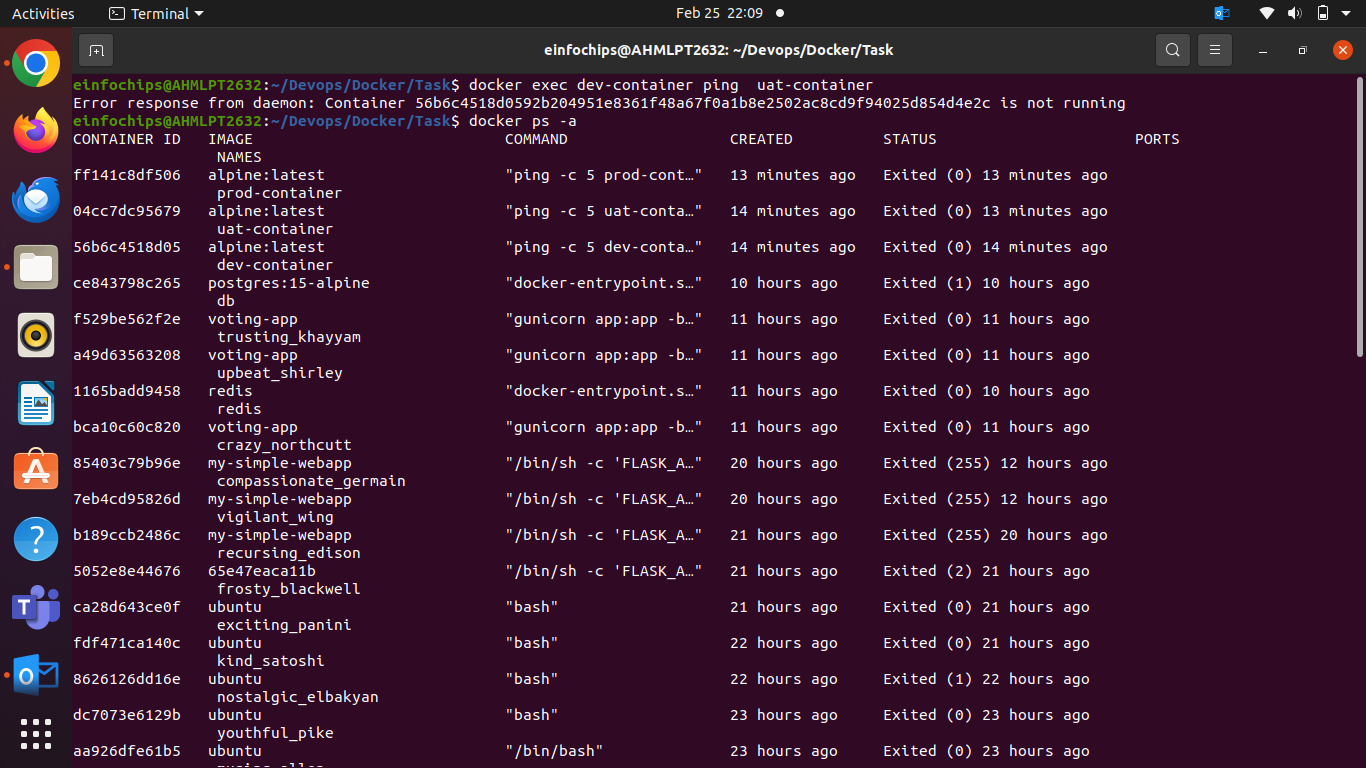 Activities Terminal Feb 25 22:09
einfochips@AHMLPT2632: ~/Devops/Docker/Task
einfochips@AHMLPT2632:~/Devops/Docker/Task$ docker exec dev-container ping  uat-container
Error response from daemon: Container 56b6c4518d0592b204951e8361f48a67f0a1b8e2502ac8cd9f94025d854d4e2c is not running
einfochips@AHMLPT2632:~/Devops/Docker/Task$ docker ps -a
CONTAINER ID   IMAGE                            COMMAND                  CREATED          STATUS                      PORTS
                NAMES
ff141c8df506   alpine:latest                    "ping -c 5 prod-cont…"   13 minutes ago   Exited (0) 13 minutes ago
                prod-container
04cc7dc95679   alpine:latest                    "ping -c 5 uat-conta…"   14 minutes ago   Exited (0) 13 minutes ago
                uat-container
56b6c4518d05   alpine:latest                    "ping -c 5 dev-conta…"   14 minutes ago   Exited (0) 14 minutes ago
                dev-container
ce843798c265   postgres:15-alpine               "docker-entrypoint.s…"   10 hours ago     Exited (1) 10 hours ago
                db
f529be562f2e   voting-app                       "gunicorn app:app -b…"   11 hours ago     Exited (0) 11 hours ago
                trusting_khayyam
a49d63563208   voting-app                       "gunicorn app:app -b…"   11 hours ago     Exited (0) 11 hours ago
                upbeat_shirley
1165badd9458   redis                            "docker-entrypoint.s…"   11 hours ago     Exited (0) 10 hours ago
                redis
bca10c60c820   voting-app                       "gunicorn app:app -b…"   11 hours ago     Exited (0) 11 hours ago
                crazy_northcutt
85403c79b96e   my-simple-webapp                 "/bin/sh -c 'FLASK_A…"   20 hours ago     Exited (255) 12 hours ago
                compassionate_germain
7eb4cd95826d   my-simple-webapp                 "/bin/sh -c 'FLASK_A…"   20 hours ago     Exited (255) 12 hours ago
                vigilant_wing
b189ccb2486c   my-simple-webapp                 "/bin/sh -c 'FLASK_A…"   21 hours ago     Exited (255) 20 hours ago
                recursing_edison
5052e8e44676   65e47eaca11b                     "/bin/sh -c 'FLASK_A…"   21 hours ago     Exited (2) 21 hours ago
                frosty_blackwell
ca28d643ce0f   ubuntu                           "bash"                   21 hours ago     Exited (0) 21 hours ago
                exciting_panini
fdf471ca140c   ubuntu                           "bash"                   22 hours ago     Exited (0) 21 hours ago
                kind_satoshi
8626126dd16e   ubuntu                           "bash"                   22 hours ago     Exited (1) 22 hours ago
                nostalgic_elbakyan
dc7073e6129b   ubuntu                           "bash"                   23 hours ago     Exited (0) 23 hours ago
                youthful_pike
aa926dfe61b5   ubuntu                           "/bin/bash"              23 hours ago     Exited (0) 23 hours ago